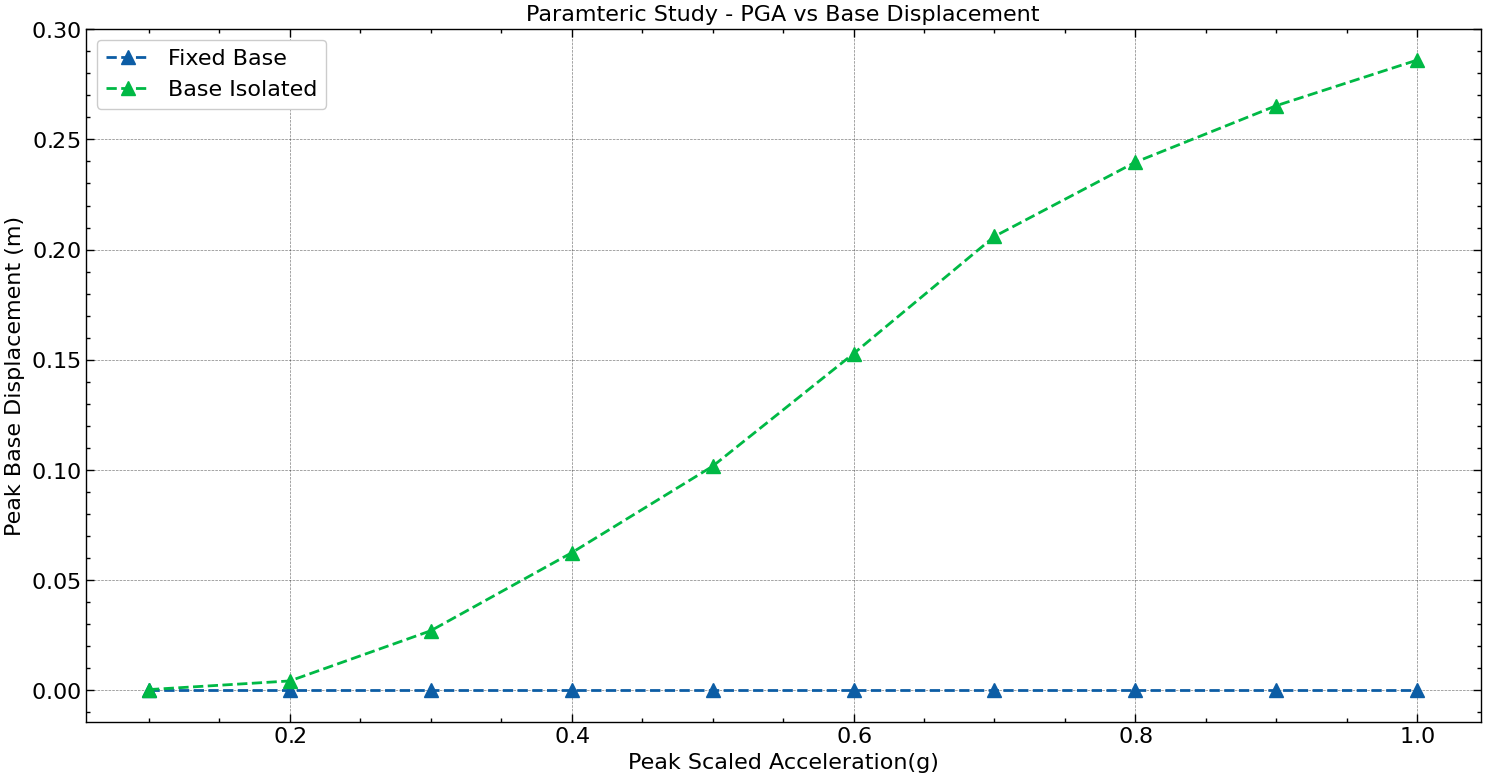 Paramteric Study - PGA vs Base Displacement
Fixed Base
Base Isolated
Peak Base Displacement (m)
0.30
0.25
0.20
0.15
0.10
0.05
0.00
0.2 0.4 0.6 0.8 1.0
Peak Scaled Acceleration(g)